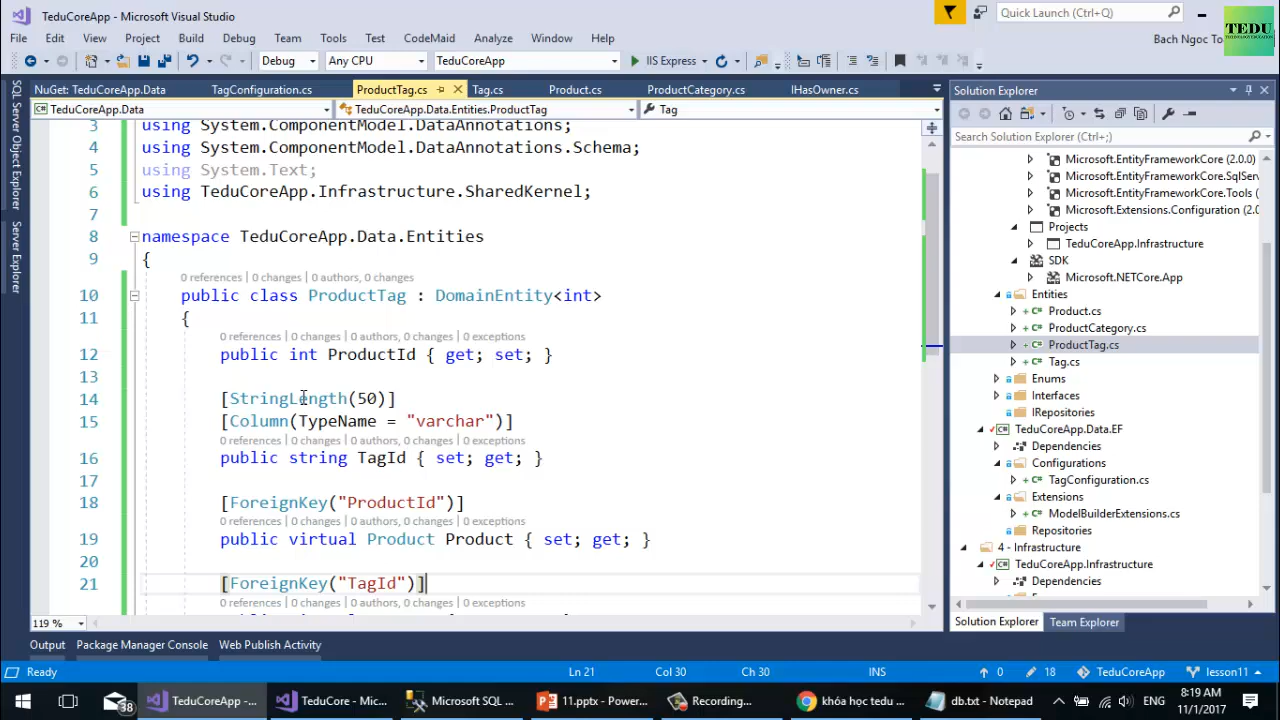 TeduCoreApp - Microsoft Visual Studio
Quick Launch (Ctrl+Q)
TEDU
File Edit View Project Build Debug Team Tools Test CodeMaid Analyze Window Help
Bach Ngoc To
Debug Any CPU TeduCoreApp IIS Express
NuGet: TeduCoreApp.Data TagConfiguration.cs ProductTag.cs Tag.cs Product.cs ProductCategory.cs IHasOwner.cs
TeduCoreApp.Data TeduCoreApp.Data.Entities.ProductTag Tag
SQL Server Object Explorer
Server Explorer
3 using System.ComponentModel.DataAnnotations;
4 using System.ComponentModel.DataAnnotations.Schema;
5 using System.Text;
6 using TeduCoreApp.Infrastructure.SharedKernel;
7
8 namespace TeduCoreApp.Data.Entities
9 {
0 references | 0 changes | 0 authors, 0 changes
10 public class ProductTag : DomainEntity<int>
11 {
0 references | 0 changes | 0 authors, 0 changes | 0 exceptions
12 public int ProductId { get; set; }
13
14 [StringLength(50)]
15 [Column(TypeName = "varchar")]
0 references | 0 changes | 0 authors, 0 changes | 0 exceptions
16 public string TagId { set; get; }
17
18 [ForeignKey("ProductId")]
0 references | 0 changes | 0 authors, 0 changes | 0 exceptions
19 public virtual Product Product { set; get; }
20
21 [ForeignKey("TagId")]
0 references | 0 changes | 0 authors, 0 changes | 0 exceptions
119 %
Solution Explorer
Search Solution Explorer (Ctrl+;)
Microsoft.EntityFrameworkCore (2.0.0)
Microsoft.EntityFrameworkCore.SqlServ
Microsoft.EntityFrameworkCore.Tools (
Microsoft.Extensions.Configuration (2.0
Projects
TeduCoreApp.Infrastructure
SDK
Microsoft.NETCore.App
Entities
Product.cs
ProductCategory.cs
ProductTag.cs
Tag.cs
Enums
Interfaces
IRepositories
TeduCoreApp.Data.EF
Dependencies
Configurations
TagConfiguration.cs
Extensions
ModelBuilderExtensions.cs
Repositories
4 - Infrastructure
TeduCoreApp.Infrastructure
Dependencies
Solution Explorer Team Explorer
Output Package Manager Console Web Publish Activity
Ready Ln 21 Col 30 Ch 30 INS 0 18 TeduCoreApp lesson11
38 TeduCoreApp -... TeduCore - Mic... Microsoft SQL ... 11.pptx - Power... Recording... khóa học tedu ... db.txt - Notepad ENG
8:19 AM
11/1/2017